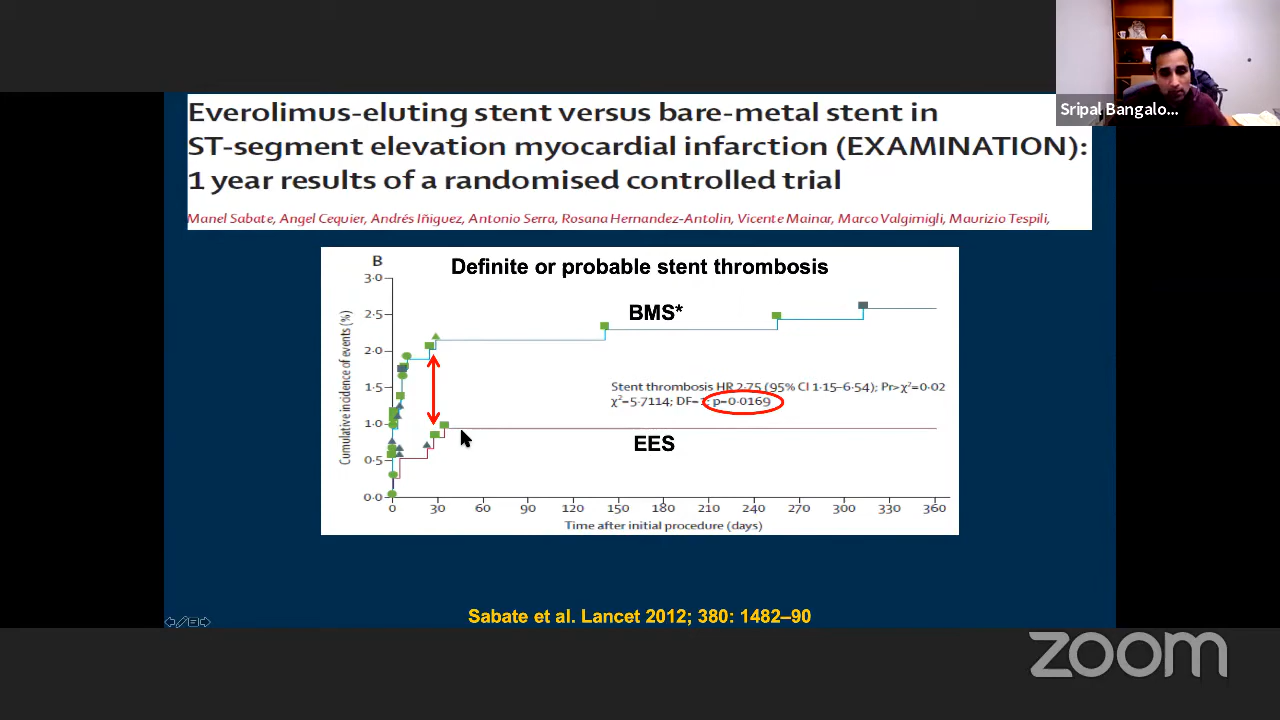 Sripal Bangalo...
Everolimus-eluting stent versus bare-metal stent in
ST-segment elevation myocardial infarction (EXAMINATION):
1 year results of a randomised controlled trial
Manel Sabate, Angel Cequier, Andrés Iñiguez, Antonio Serra, Rosana Hernandez-Antolin, Vicente Mainar, Marco Valgimigli, Maurizio Tespili,
B
Definite or probable stent thrombosis
BMS*
Stent thrombosis HR 2·75 (95% CI 1·15–6·54); Pr>χ²=0·02
χ²=5·7114; DF=1; p=0·0169
EES
Cumulative incidence of events (%)
3·0
2·5
2·0
1·5
1·0
0·5
0·0
0 30 60 90 120 150 180 210 240 270 300 330 360
Time after initial procedure (days)
Sabate et al. Lancet 2012; 380: 1482–90
zoom